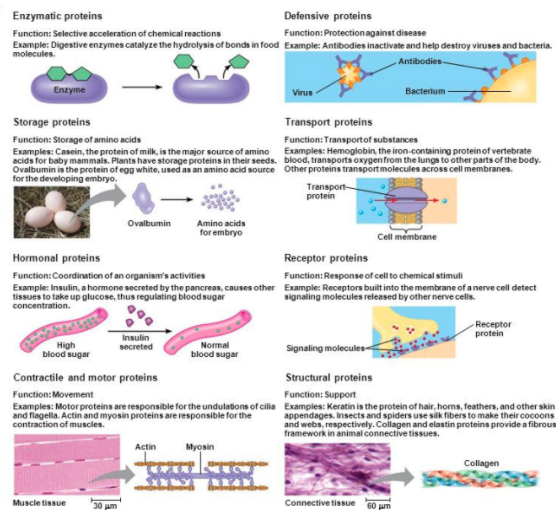 Enzymatic proteins
Function: Selective acceleration of chemical reactions
Example: Digestive enzymes catalyze the hydrolysis of bonds in food
molecules.
Enzyme
Defensive proteins
Function: Protection against disease
Example: Antibodies inactivate and help destroy viruses and bacteria.
Antibodies
Virus
Bacterium
Storage proteins
Function: Storage of amino acids
Examples: Casein, the protein of milk, is the major source of amino
acids for baby mammals. Plants have storage proteins in their seeds.
Ovalbumin is the protein of egg white, used as an amino acid source
for the developing embryo.
Ovalbumin
Amino acids
for embryo
Transport proteins
Function: Transport of substances
Examples: Hemoglobin, the iron-containing protein of vertebrate
blood, transports oxygen from the lungs to other parts of the body.
Other proteins transport molecules across cell membranes.
Transport
protein
Cell membrane
Hormonal proteins
Function: Coordination of an organism's activities
Example: Insulin, a hormone secreted by the pancreas, causes other
tissues to take up glucose, thus regulating blood sugar
concentration.
High
blood sugar
Insulin
secreted
Normal
blood sugar
Receptor proteins
Function: Response of cell to chemical stimuli
Example: Receptors built into the membrane of a nerve cell detect
signaling molecules released by other nerve cells.
Receptor
protein
Signaling molecules
Contractile and motor proteins
Function: Movement
Examples: Motor proteins are responsible for the undulations of cilia
and flagella. Actin and myosin proteins are responsible for the
contraction of muscles.
Actin
Myosin
Muscle tissue
30 µm
Structural proteins
Function: Support
Examples: Keratin is the protein of hair, horns, feathers, and other skin
appendages. Insects and spiders use silk fibers to make their cocoons
and webs, respectively. Collagen and elastin proteins provide a fibrous
framework in animal connective tissues.
Collagen
Connective tissue
60 µm